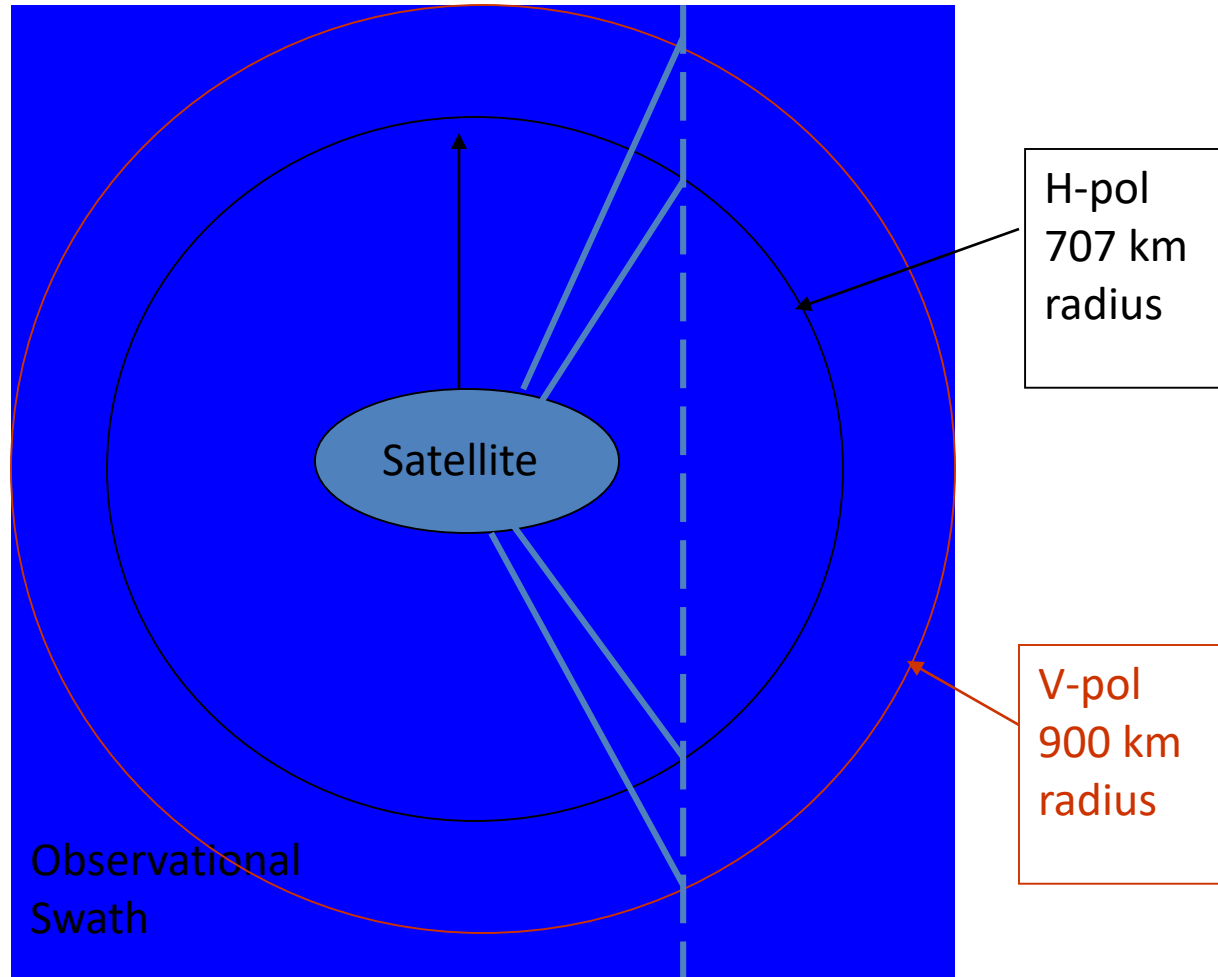 H-pol
707 km
radius
Satellite
V-pol
900 km
radius
Observational
Swath